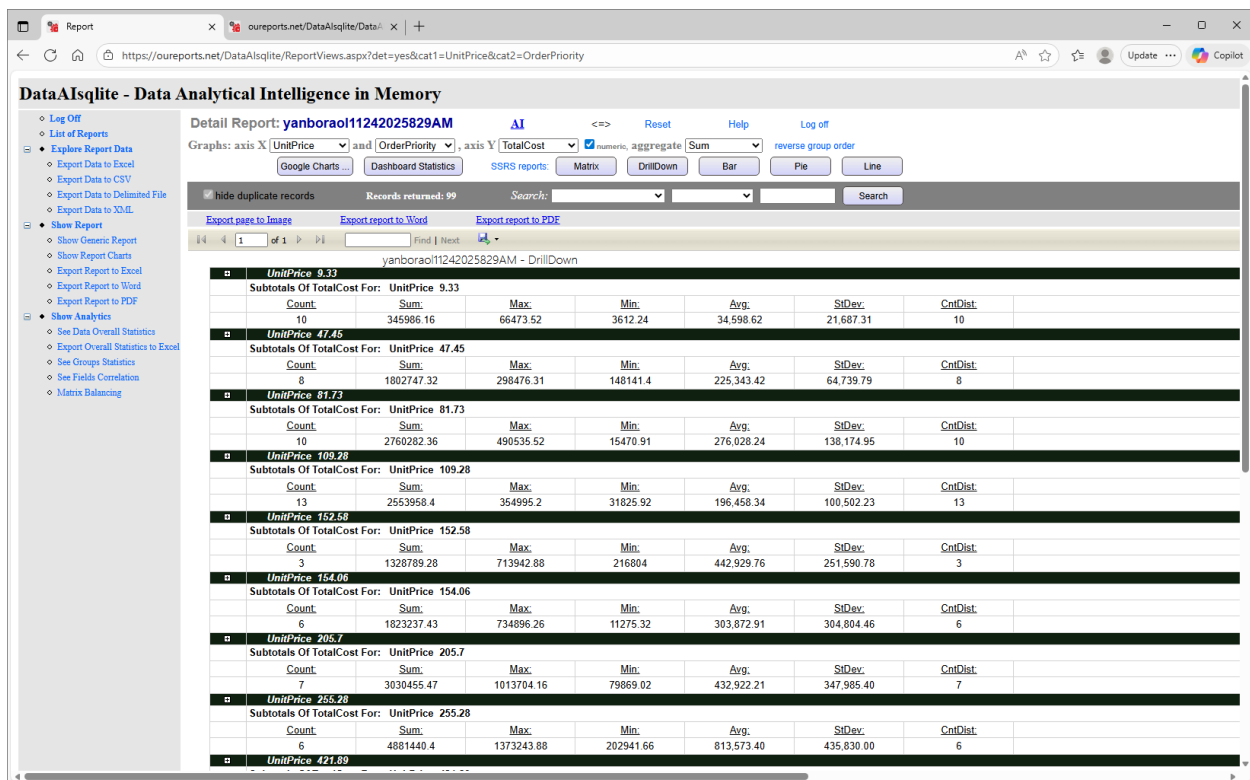 Report
oureports.net/DataAIsqlite/DataA
https://oureports.net/DataAIsqlite/ReportViews.aspx?det=yes&cat1=UnitPrice&cat2=OrderPriority
Update
Copilot
DataAIsqlite - Data Analytical Intelligence in Memory
Log Off
List of Reports
Explore Report Data
Export Data to Excel
Export Data to CSV
Export Data to Delimited File
Export Data to XML
Show Report
Show Generic Report
Show Report Charts
Export Report to Excel
Export Report to Word
Export Report to PDF
Show Analytics
See Data Overall Statistics
Export Overall Statistics to Excel
See Groups Statistics
See Fields Correlation
Matrix Balancing
Detail Report: yanboraol11242025829AM AI <=> Reset Help Log off
Graphs: axis X UnitPrice and OrderPriority , axis Y TotalCost numeric, aggregate Sum reverse group order
Google Charts ... Dashboard Statistics SSRS reports: Matrix DrillDown Bar Pie Line
hide duplicate records Records returned: 99 Search: Search
Export page to Image Export report to Word Export report to PDF
1 of 1 Find | Next
yanboraol11242025829AM - DrillDown
UnitPrice 9.33
Subtotals Of TotalCost For: UnitPrice 9.33
Count: Sum: Max: Min: Avg: StDev: CntDist:
10 345986.16 66473.52 3612.24 34,598.62 21,687.31 10
UnitPrice 47.45
Subtotals Of TotalCost For: UnitPrice 47.45
Count: Sum: Max: Min: Avg: StDev: CntDist:
8 1802747.32 298476.31 148141.4 225,343.42 64,739.79 8
UnitPrice 81.73
Subtotals Of TotalCost For: UnitPrice 81.73
Count: Sum: Max: Min: Avg: StDev: CntDist:
10 2760282.36 490535.52 15470.91 276,028.24 138,174.95 10
UnitPrice 109.28
Subtotals Of TotalCost For: UnitPrice 109.28
Count: Sum: Max: Min: Avg: StDev: CntDist:
13 2553958.4 354995.2 31825.92 196,458.34 100,502.23 13
UnitPrice 152.58
Subtotals Of TotalCost For: UnitPrice 152.58
Count: Sum: Max: Min: Avg: StDev: CntDist:
3 1328789.28 713942.88 216804 442,929.76 251,590.78 3
UnitPrice 154.06
Subtotals Of TotalCost For: UnitPrice 154.06
Count: Sum: Max: Min: Avg: StDev: CntDist:
6 1823237.43 734896.26 11275.32 303,872.91 304,804.46 6
UnitPrice 205.7
Subtotals Of TotalCost For: UnitPrice 205.7
Count: Sum: Max: Min: Avg: StDev: CntDist:
7 3030455.47 1013704.16 79869.02 432,922.21 347,985.40 7
UnitPrice 255.28
Subtotals Of TotalCost For: UnitPrice 255.28
Count: Sum: Max: Min: Avg: StDev: CntDist:
6 4881440.4 1373243.88 202941.66 813,573.40 435,830.00 6
UnitPrice 421.89